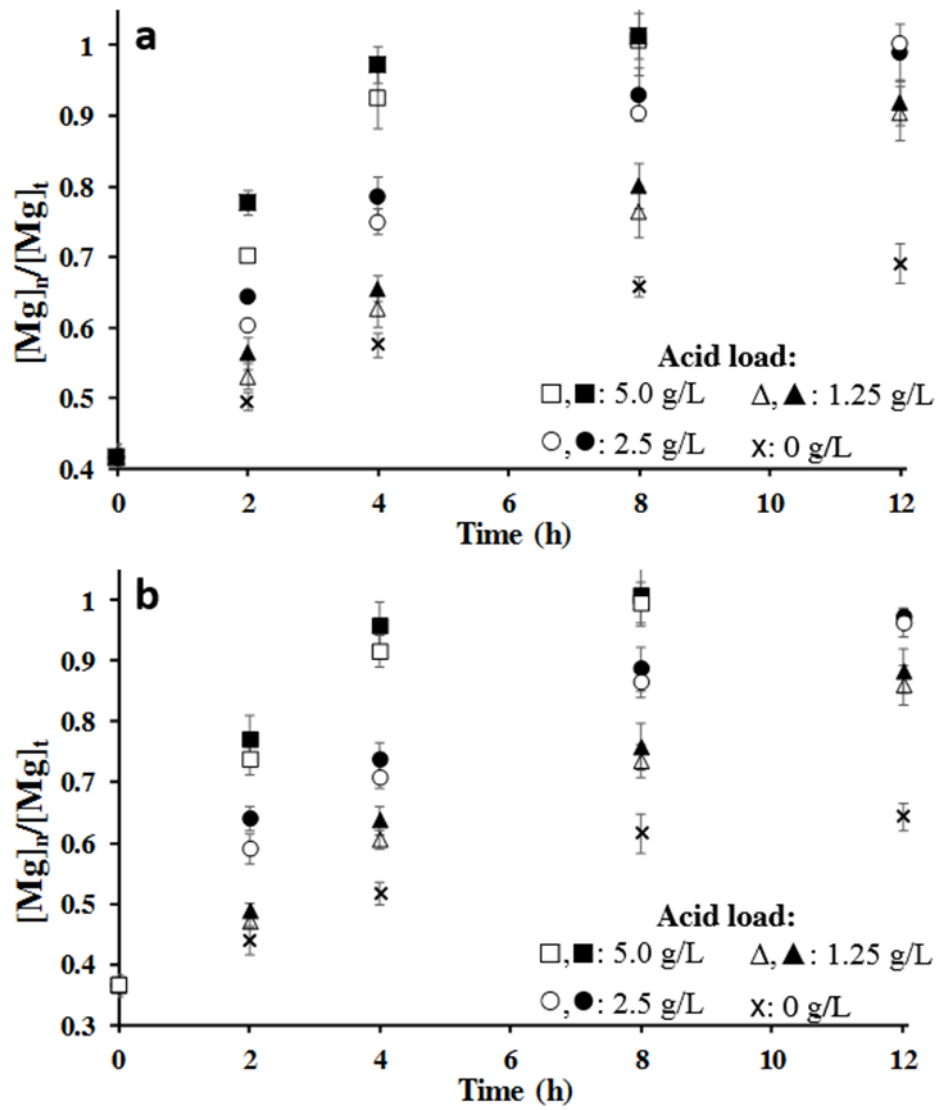 a
1
0.9
0.8
0.7
0.6
0.5
0.4
[Mg]n/[Mg]t
Acid load:
□,■: 5.0 g/L Δ,▲: 1.25 g/L
○,●: 2.5 g/L x: 0 g/L
0 2 4 6 8 10 12
Time (h)
b
1
0.9
0.8
0.7
0.6
0.5
0.4
0.3
[Mg]n/[Mg]t
Acid load:
□,■: 5.0 g/L Δ,▲: 1.25 g/L
○,●: 2.5 g/L x: 0 g/L
0 2 4 6 8 10 12
Time (h)